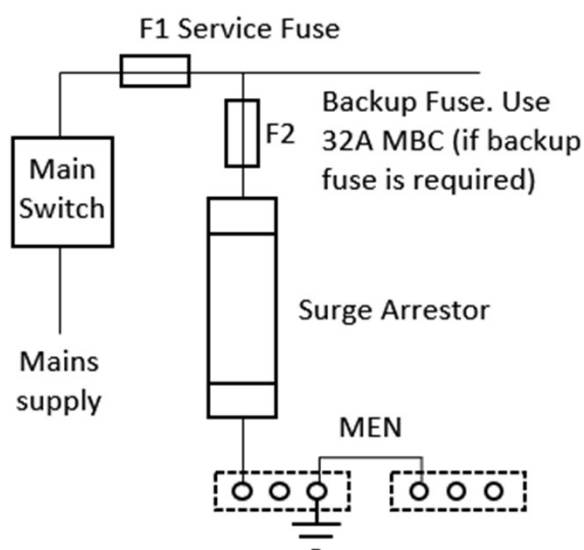 F1 Service Fuse
Backup Fuse. Use
F2
32A MBC (if backup
fuse is required)
Main
Switch
Surge Arrestor
Mains
supply
MEN